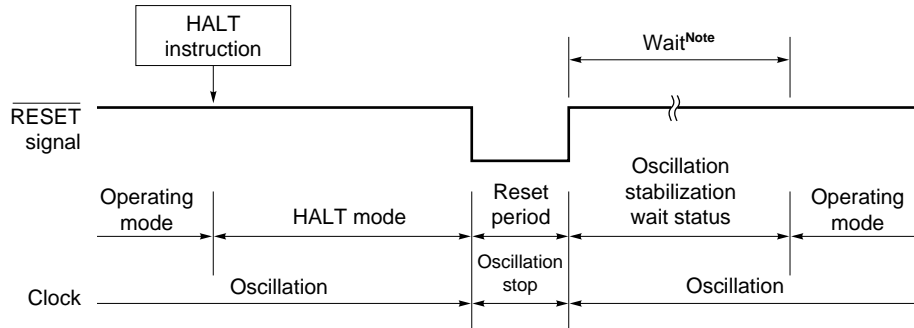 HALT
instruction
Wait Note
RESET
signal
Operating
mode
HALT mode
Reset
period
Oscillation
stabilization
wait status
Operating
mode
Clock
Oscillation
Oscillation
stop
Oscillation